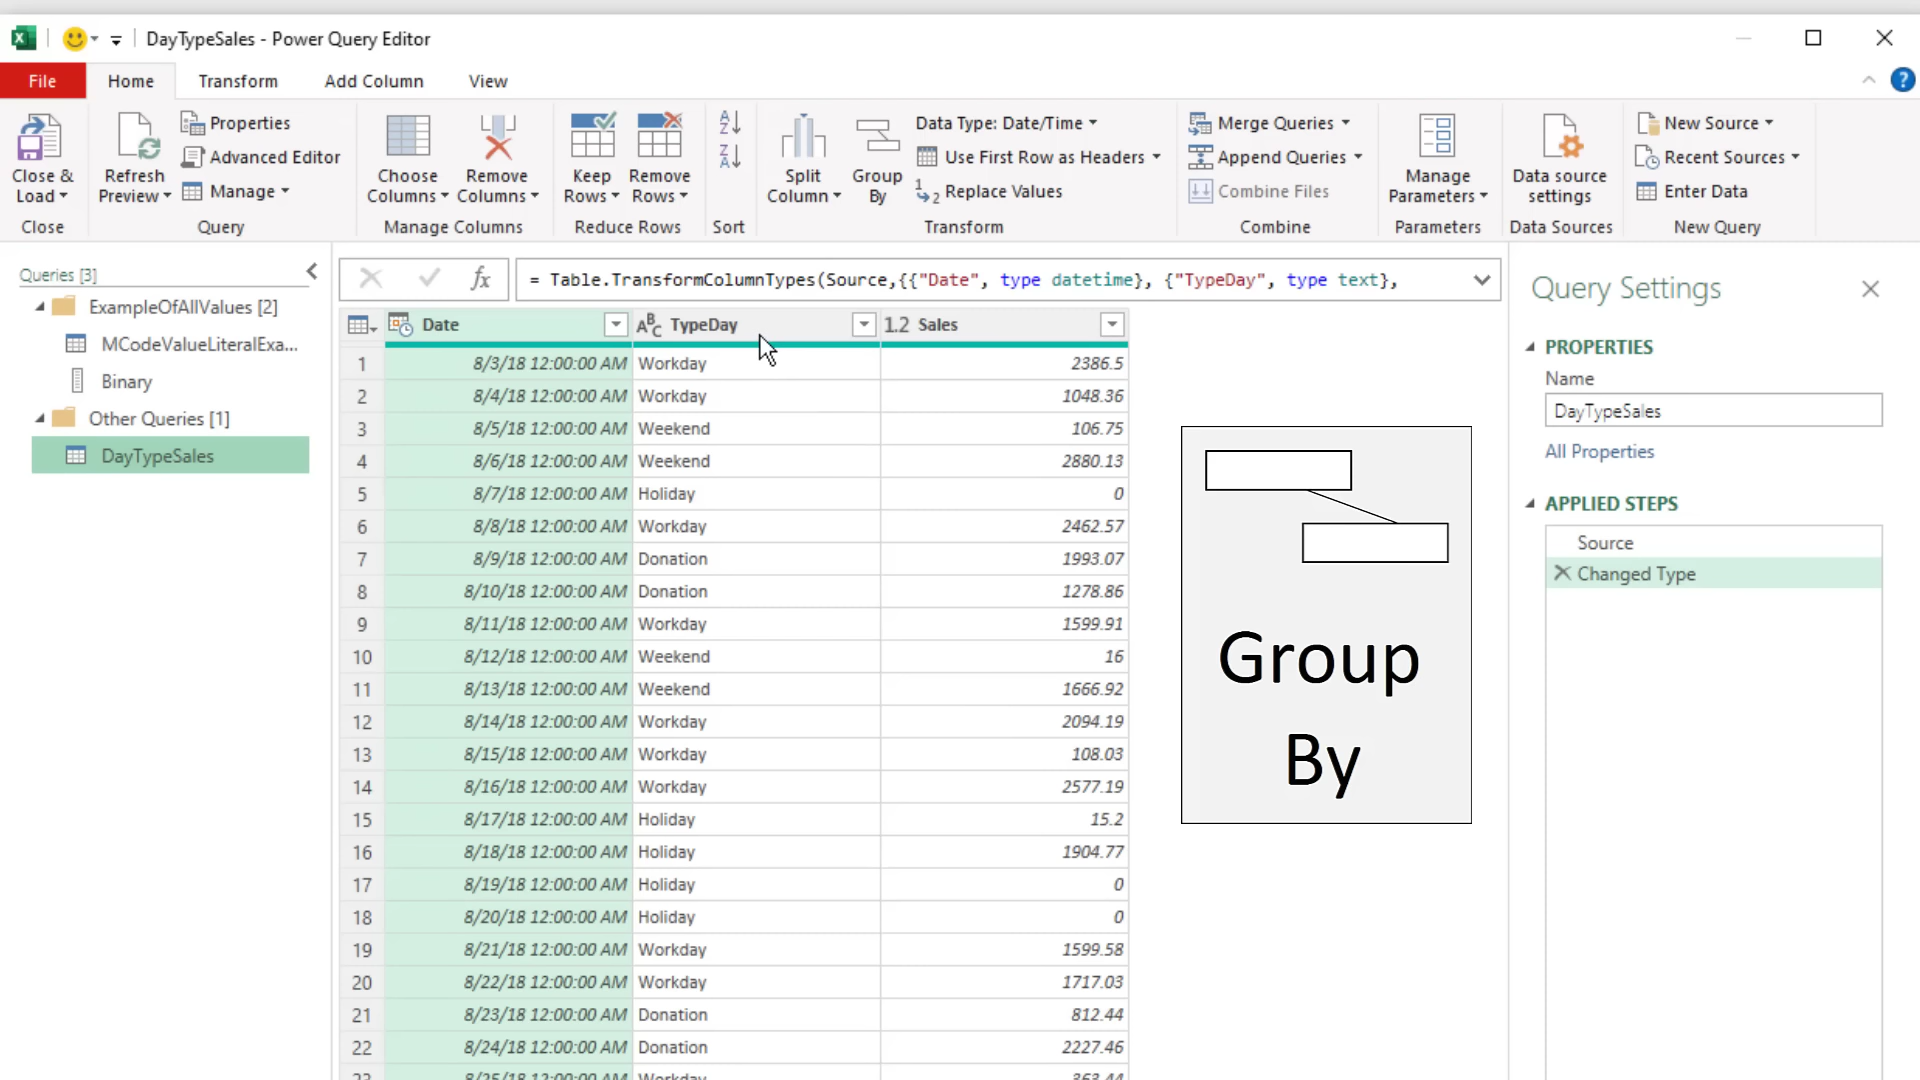 DayTypeSales - Power Query Editor
File Home Transform Add Column View
Close & Load
Close
Refresh Preview
Properties
Advanced Editor
Manage
Query
Choose Columns
Remove Columns
Manage Columns
Keep Rows
Remove Rows
Reduce Rows
Sort
Split Column
Group By
Data Type: Date/Time
Use First Row as Headers
Replace Values
Transform
Merge Queries
Append Queries
Combine Files
Combine
Manage Parameters
Parameters
Data source settings
Data Sources
New Source
Recent Sources
Enter Data
New Query
Queries [3]
ExampleOfAllValues [2]
MCodeValueLiteralExa...
Binary
Other Queries [1]
DayTypeSales
fx = Table.TransformColumnTypes(Source,{{"Date", type datetime}, {"TypeDay", type text},
Date ABC TypeDay 1.2 Sales
1 8/3/18 12:00:00 AM Workday 2386.5
2 8/4/18 12:00:00 AM Workday 1048.36
3 8/5/18 12:00:00 AM Weekend 106.75
4 8/6/18 12:00:00 AM Weekend 2880.13
5 8/7/18 12:00:00 AM Holiday 0
6 8/8/18 12:00:00 AM Workday 2462.57
7 8/9/18 12:00:00 AM Donation 1993.07
8 8/10/18 12:00:00 AM Donation 1278.86
9 8/11/18 12:00:00 AM Workday 1599.91
10 8/12/18 12:00:00 AM Weekend 16
11 8/13/18 12:00:00 AM Weekend 1666.92
12 8/14/18 12:00:00 AM Workday 2094.19
13 8/15/18 12:00:00 AM Workday 108.03
14 8/16/18 12:00:00 AM Workday 2577.19
15 8/17/18 12:00:00 AM Holiday 15.2
16 8/18/18 12:00:00 AM Holiday 1904.77
17 8/19/18 12:00:00 AM Holiday 0
18 8/20/18 12:00:00 AM Holiday 0
19 8/21/18 12:00:00 AM Workday 1599.58
20 8/22/18 12:00:00 AM Workday 1717.03
21 8/23/18 12:00:00 AM Donation 812.44
22 8/24/18 12:00:00 AM Donation 2227.46
Group
By
Query Settings
PROPERTIES
Name
DayTypeSales
All Properties
APPLIED STEPS
Source
Changed Type